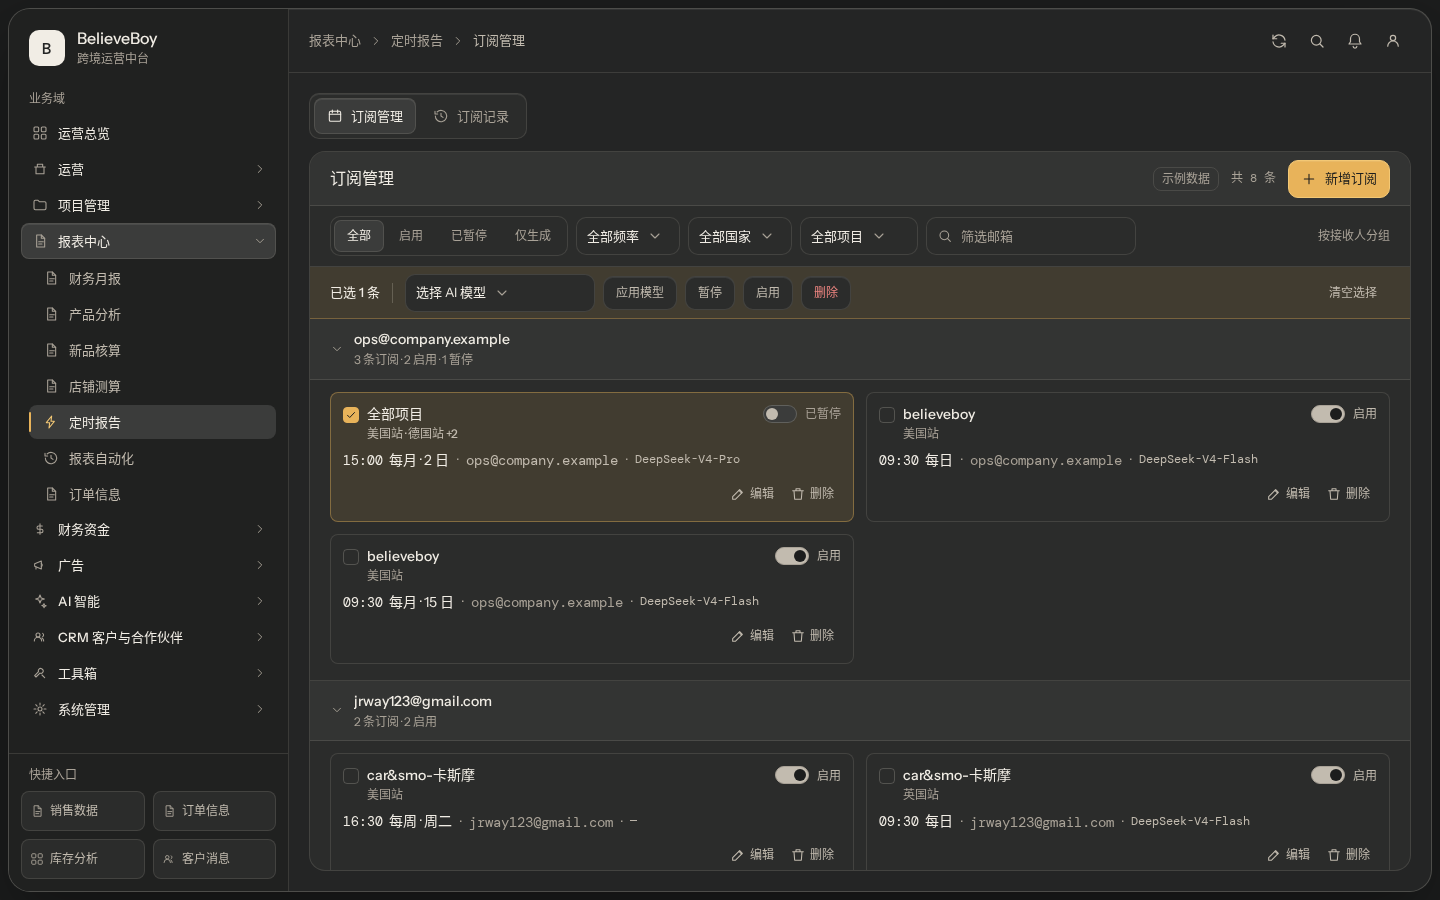 B
BelieveBoy
跨境运营中台
业务域
运营总览
运营
项目管理
报表中心
财务月报
产品分析
新品核算
店铺测算
定时报告
报表自动化
订单信息
财务资金
广告
AI 智能
CRM 客户与合作伙伴
工具箱
系统管理
快捷入口
销售数据
订单信息
库存分析
客户消息
报表中心 > 定时报告 > 订阅管理
订阅管理
订阅记录
订阅管理
示例数据
共 8 条
+ 新增订阅
全部
启用
已暂停
仅生成
全部频率
全部国家
全部项目
筛选邮箱
按接收人分组
已选 1 条
选择 AI 模型
应用模型
暂停
启用
删除
清空选择
ops@company.example
3 条订阅·2 启用·1 暂停
全部项目
已暂停
美国站·德国站 +2
15:00 每月·2 日 · ops@company.example · DeepSeek-V4-Pro
编辑
删除
believeboy
启用
美国站
09:30 每日 · ops@company.example · DeepSeek-V4-Flash
编辑
删除
believeboy
启用
美国站
09:30 每月·15 日 · ops@company.example · DeepSeek-V4-Flash
编辑
删除
jrway123@gmail.com
2 条订阅·2 启用
car&smo-卡斯摩
启用
美国站
16:30 每周·周二 · jrway123@gmail.com · —
编辑
删除
car&smo-卡斯摩
启用
英国站
09:30 每日 · jrway123@gmail.com · DeepSeek-V4-Flash
编辑
删除